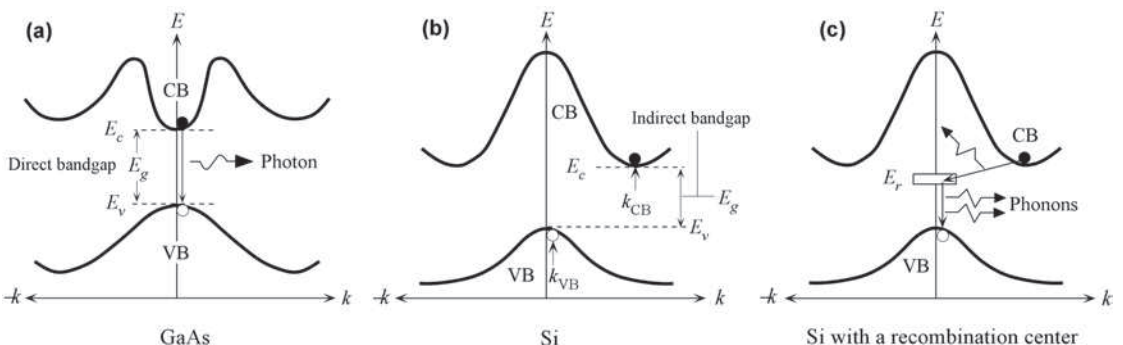 (a)
E
CB
E_c
Direct bandgap
E_g
Photon
E_v
VB
-k
k
GaAs
(b)
E
CB
Indirect bandgap
E_c
k_CB
E_g
E_v
VB
k_VB
-k
k
Si
(c)
E
CB
E_r
Phonons
VB
-k
k
Si with a recombination center